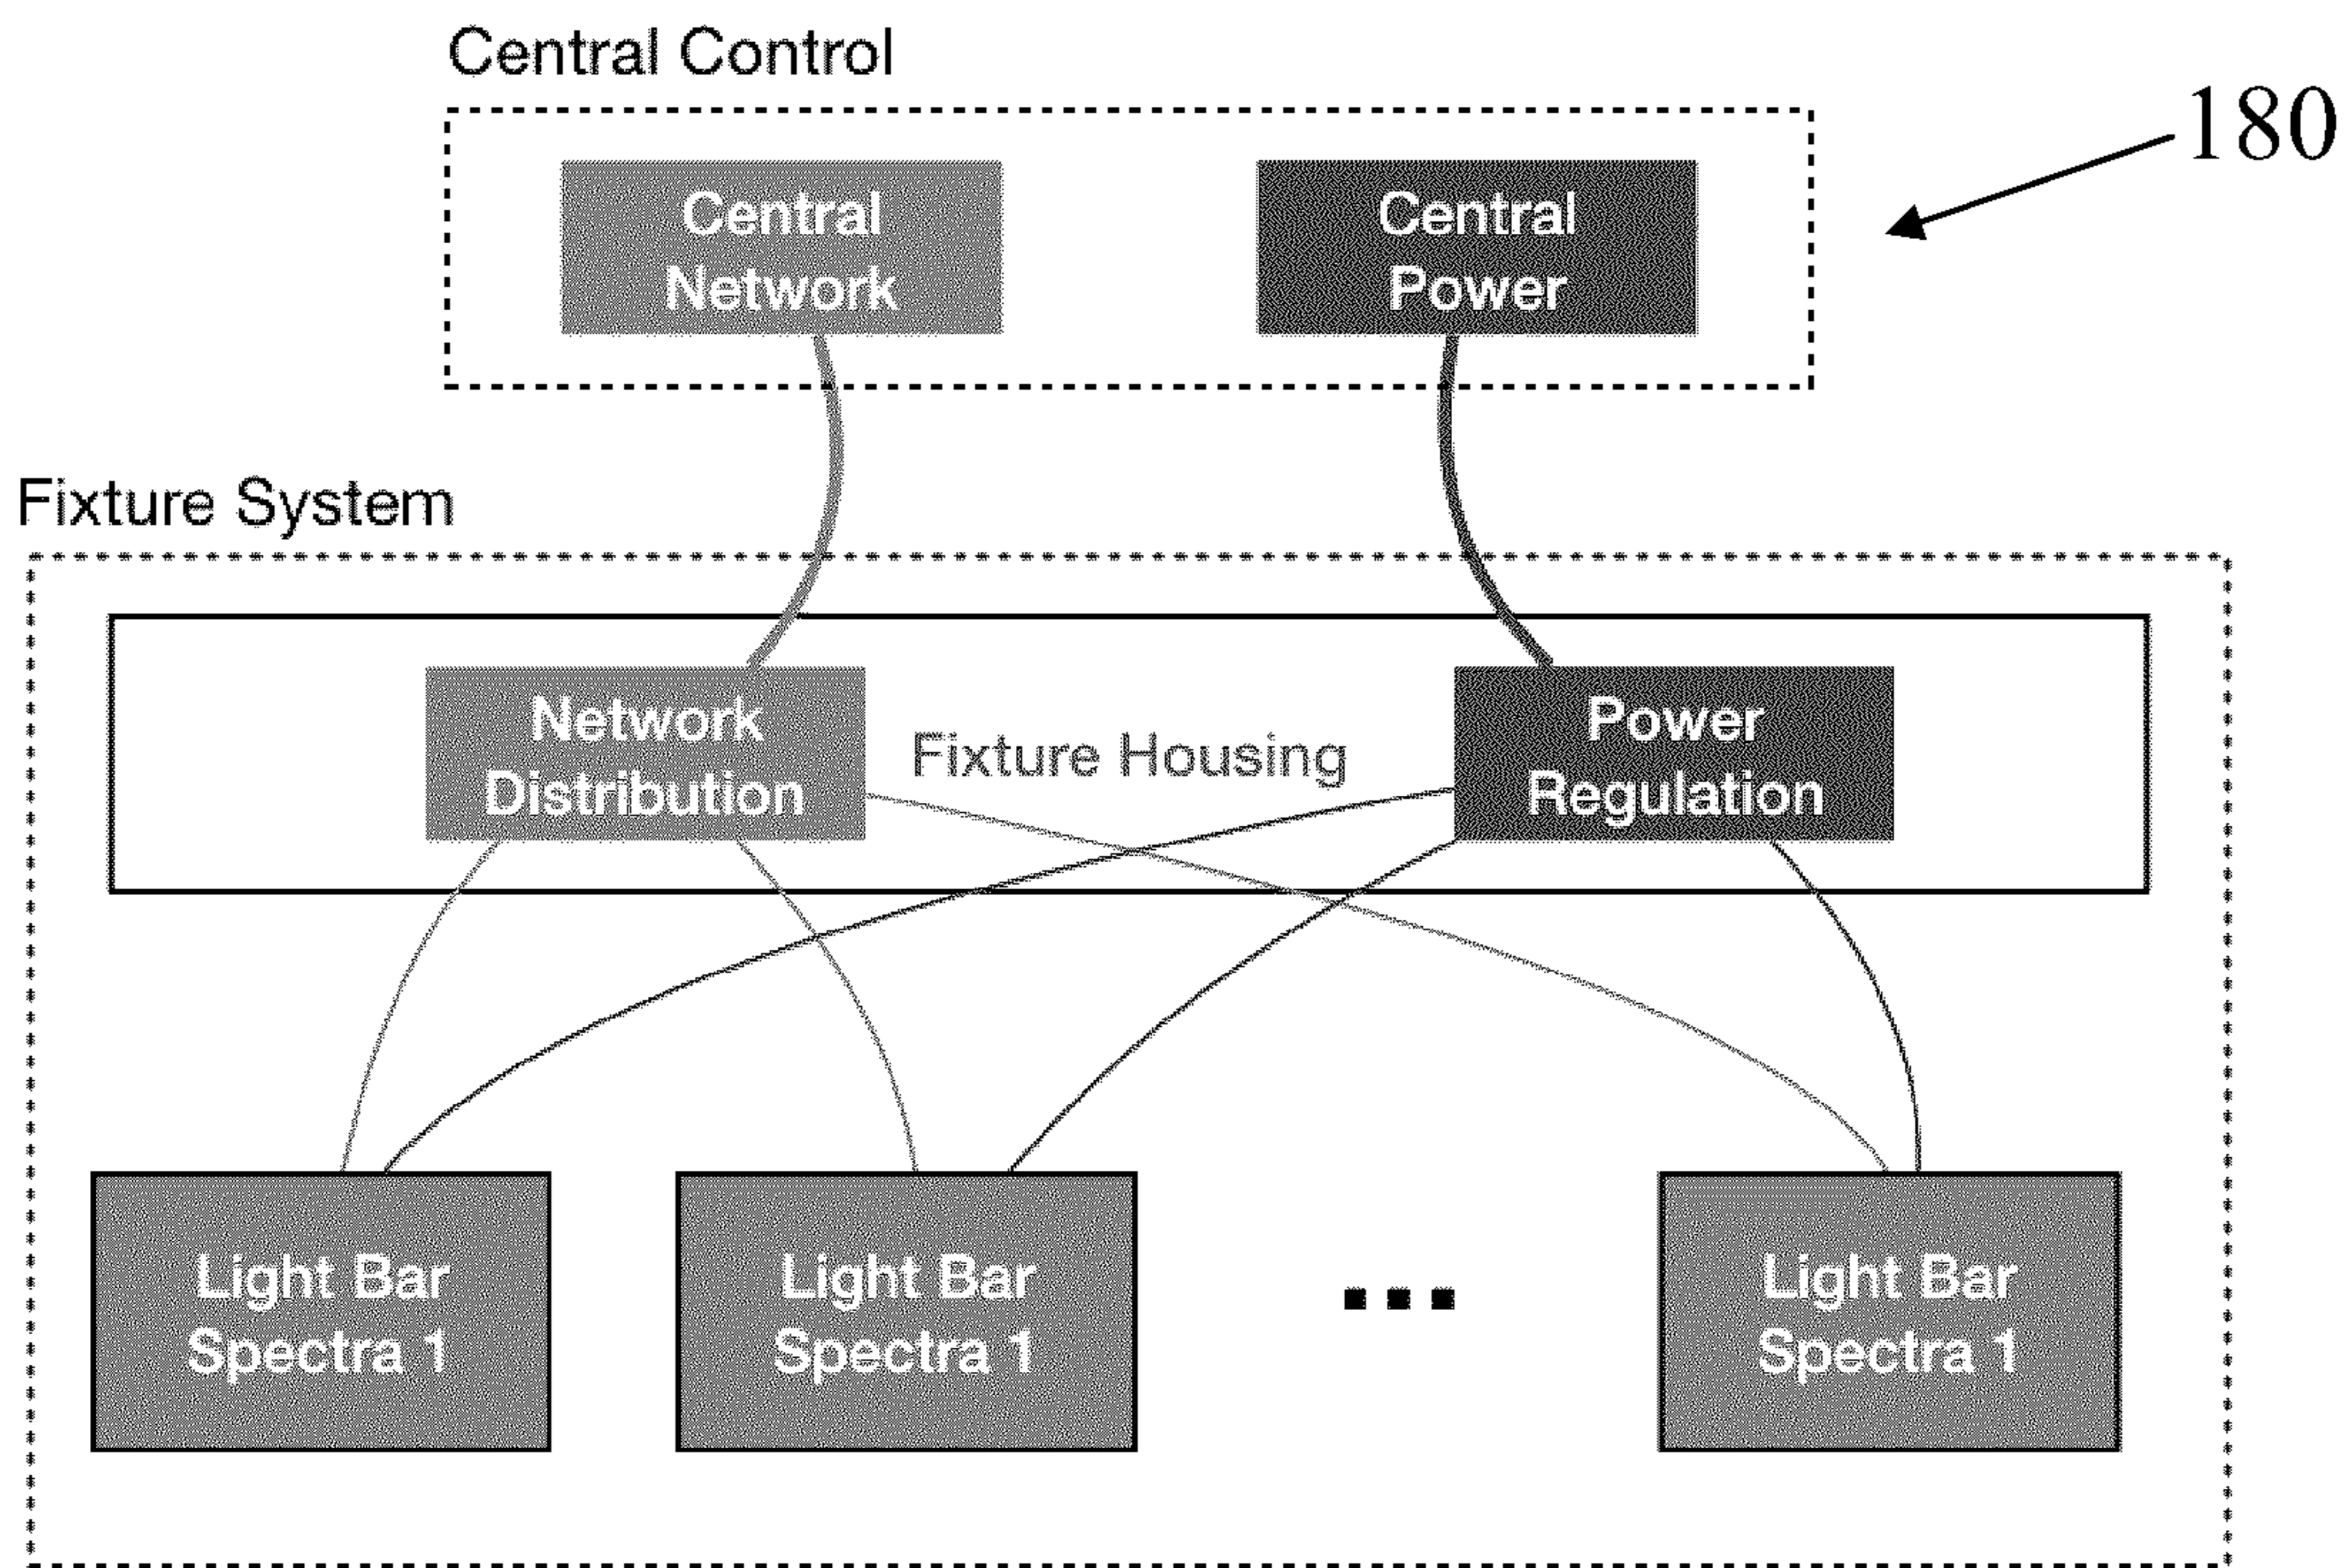 Central Control
180
Central
Network
Central
Power
Fixture System
Network
Distribution
Fixture Housing
Power
Regulation
Light Bar
Spectra 1
Light Bar
Spectra 1
...
Light Bar
Spectra 1